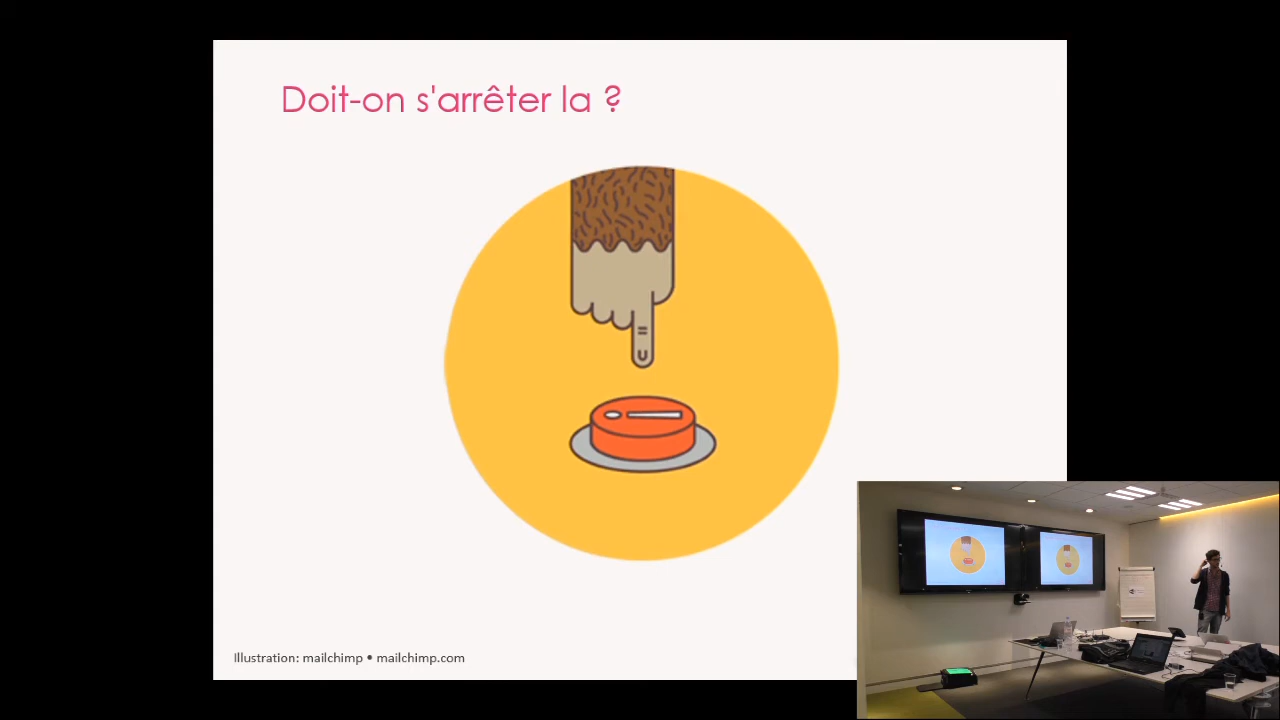 Doit-on s'arrêter la ?
Illustration: mailchimp • mailchimp.com